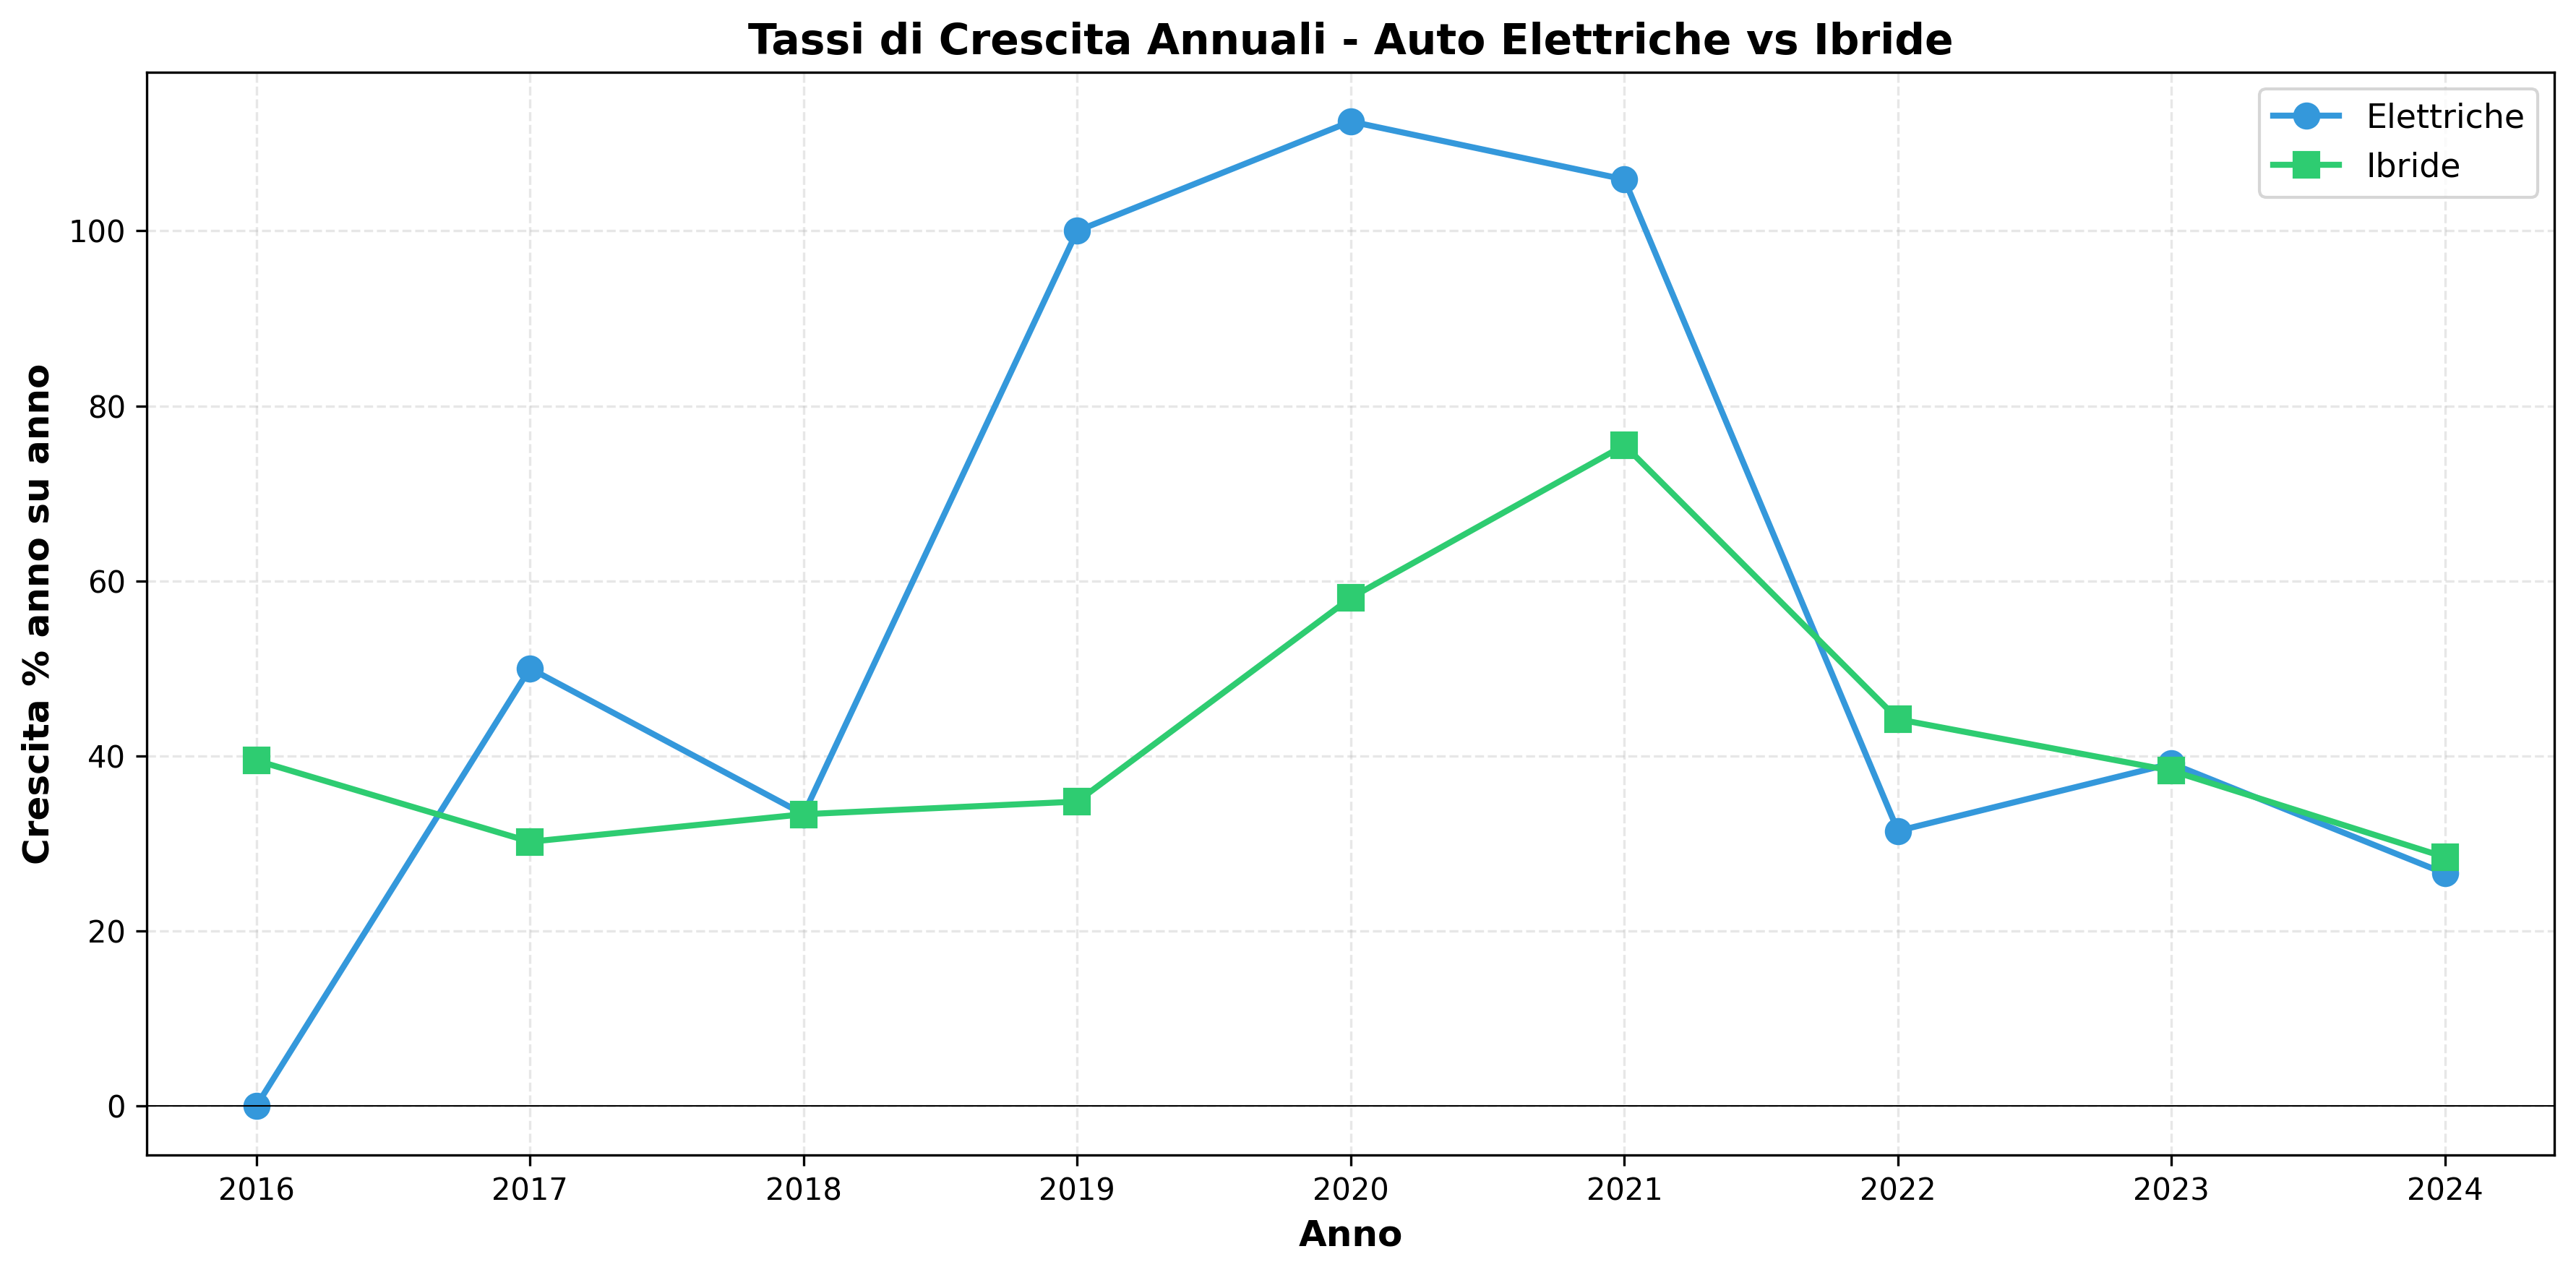 Tassi di Crescita Annuali - Auto Elettriche vs Ibride
Elettriche
Ibride
Crescita % anno su anno
100
80
60
40
20
0
2016 2017 2018 2019 2020 2021 2022 2023 2024
Anno